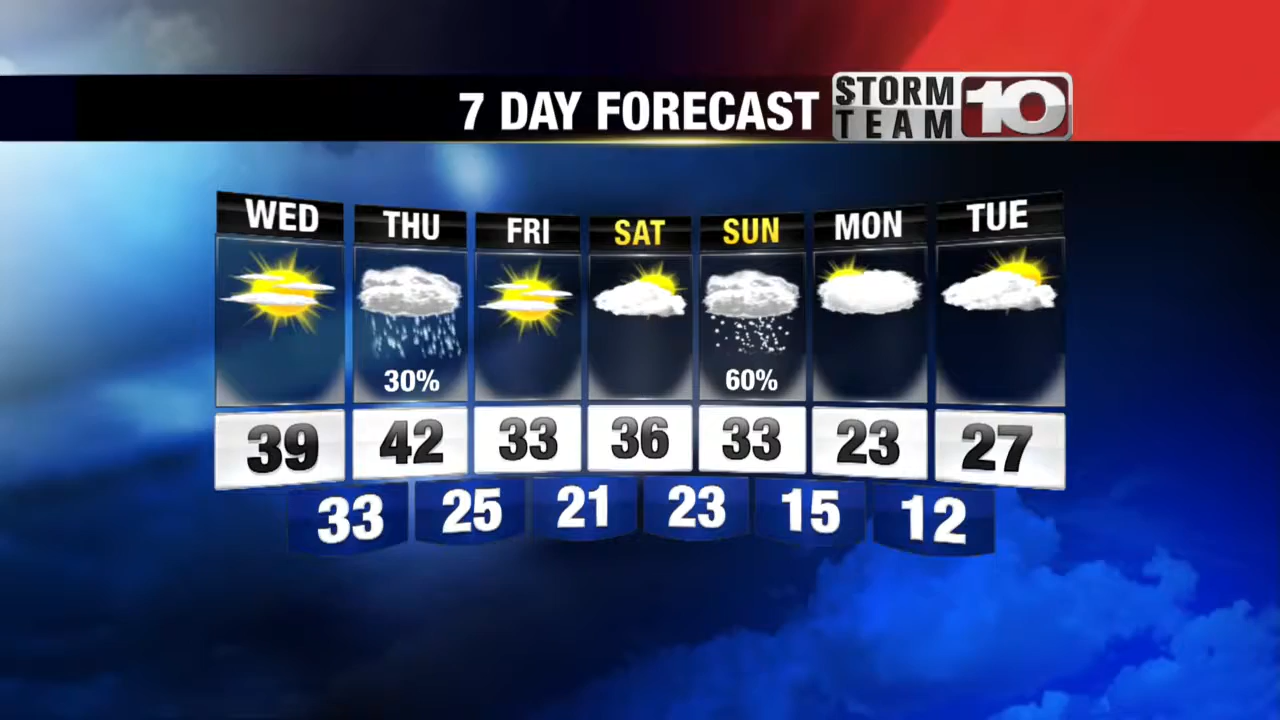 7 DAY FORECAST
STORM TEAM 10
WED THU FRI SAT SUN MON TUE
30% 60%
39 42 33 36 33 23 27
33 25 21 23 15 12